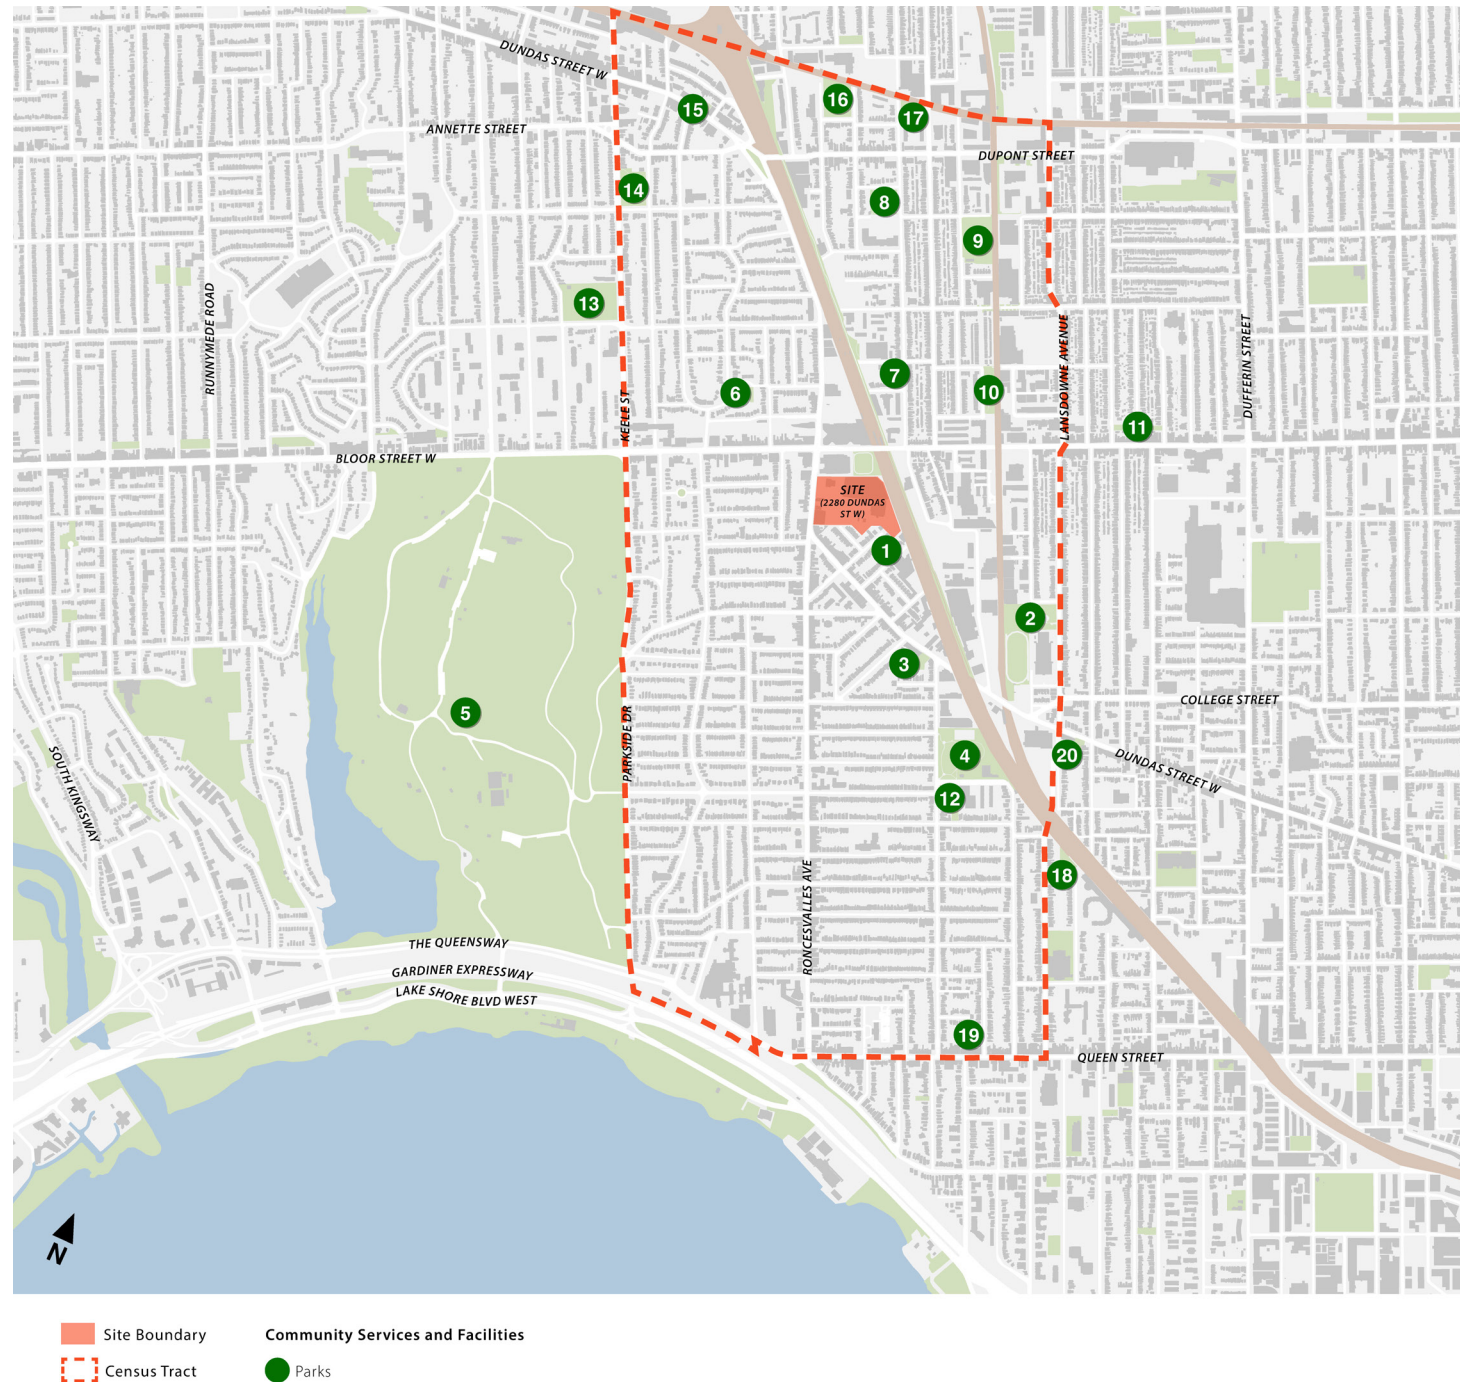 DUNDAS STREET W
15
16
17
ANNETTE STREET
DUPONT STREET
14
8
9
13
RUNNYMEDE ROAD
LANSDOWNE AVENUE
DUFFERIN STREET
6
7
10
KEELE ST
11
BLOOR STREET W
SITE
(2280 DUNDAS
ST W)
1
2
3
5
COLLEGE STREET
PARKSIDE DR
SOUTH KINGSWAY
4
20
DUNDAS STREET W
12
18
RONCESVALLES AVE
THE QUEENSWAY
GARDINER EXPRESSWAY
LAKE SHORE BLVD WEST
19
QUEEN STREET
N
Site Boundary
Community Services and Facilities
Census Tract
Parks